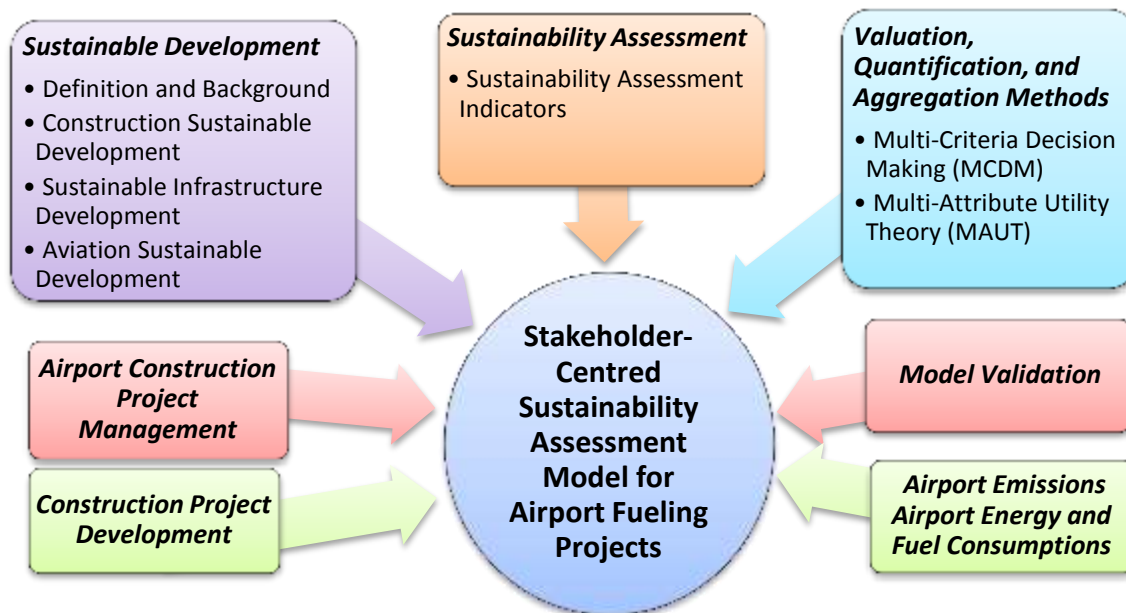 Sustainable Development
• Definition and Background
• Construction Sustainable
Development
• Sustainable Infrastructure
Development
• Aviation Sustainable
Development
Sustainability Assessment
• Sustainability Assessment
Indicators
Valuation,
Quantification, and
Aggregation Methods
• Multi-Criteria Decision
Making (MCDM)
• Multi-Attribute Utility
Theory (MAUT)
Airport Construction
Project
Management
Construction Project
Development
Stakeholder-
Centred
Sustainability
Assessment
Model for
Airport Fueling
Projects
Model Validation
Airport Emissions
Airport Energy and
Fuel Consumptions